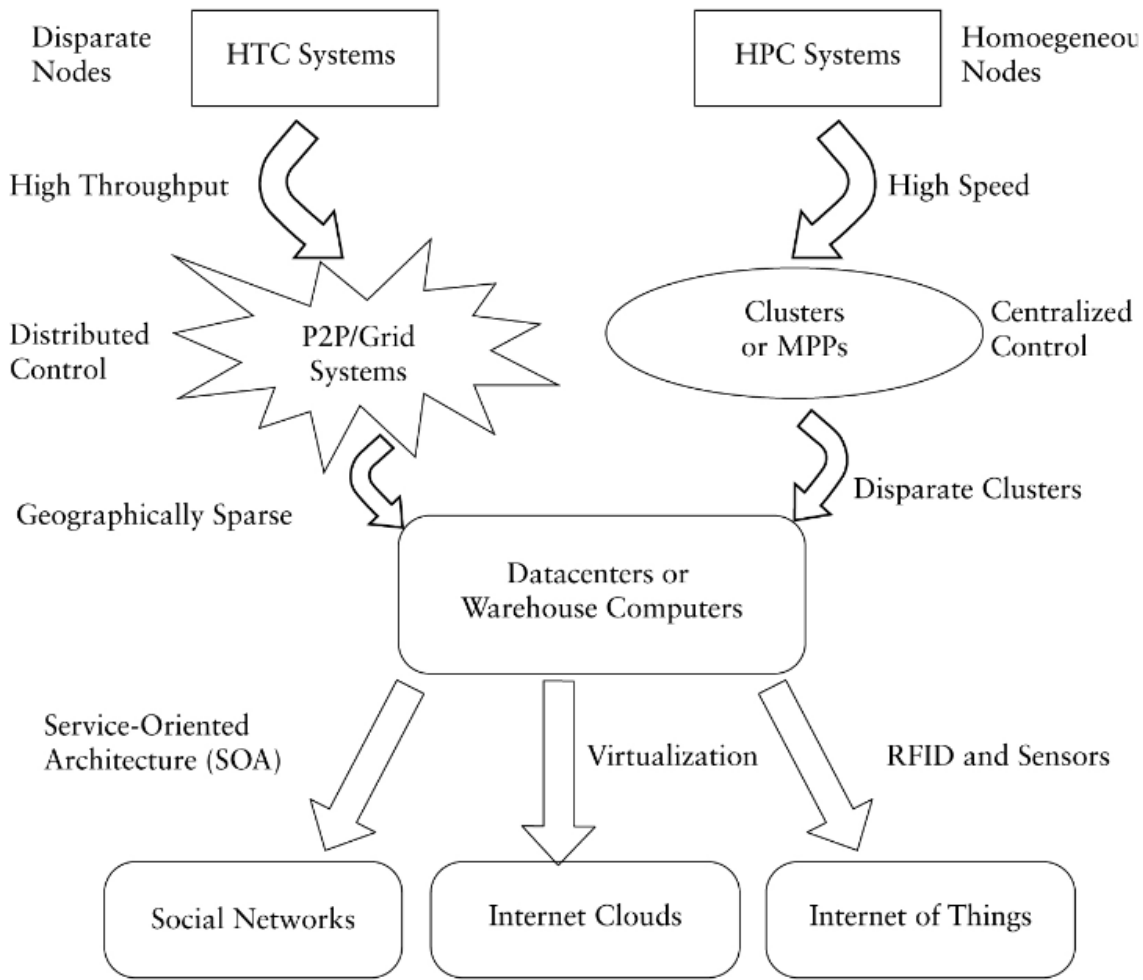 Disparate
Nodes
HTC Systems
HPC Systems
Homoegeneou
Nodes
High Throughput
High Speed
Distributed
Control
P2P/Grid
Systems
Clusters
or MPPs
Centralized
Control
Geographically Sparse
Disparate Clusters
Datacenters or
Warehouse Computers
Service-Oriented
Architecture (SOA)
Virtualization
RFID and Sensors
Social Networks
Internet Clouds
Internet of Things